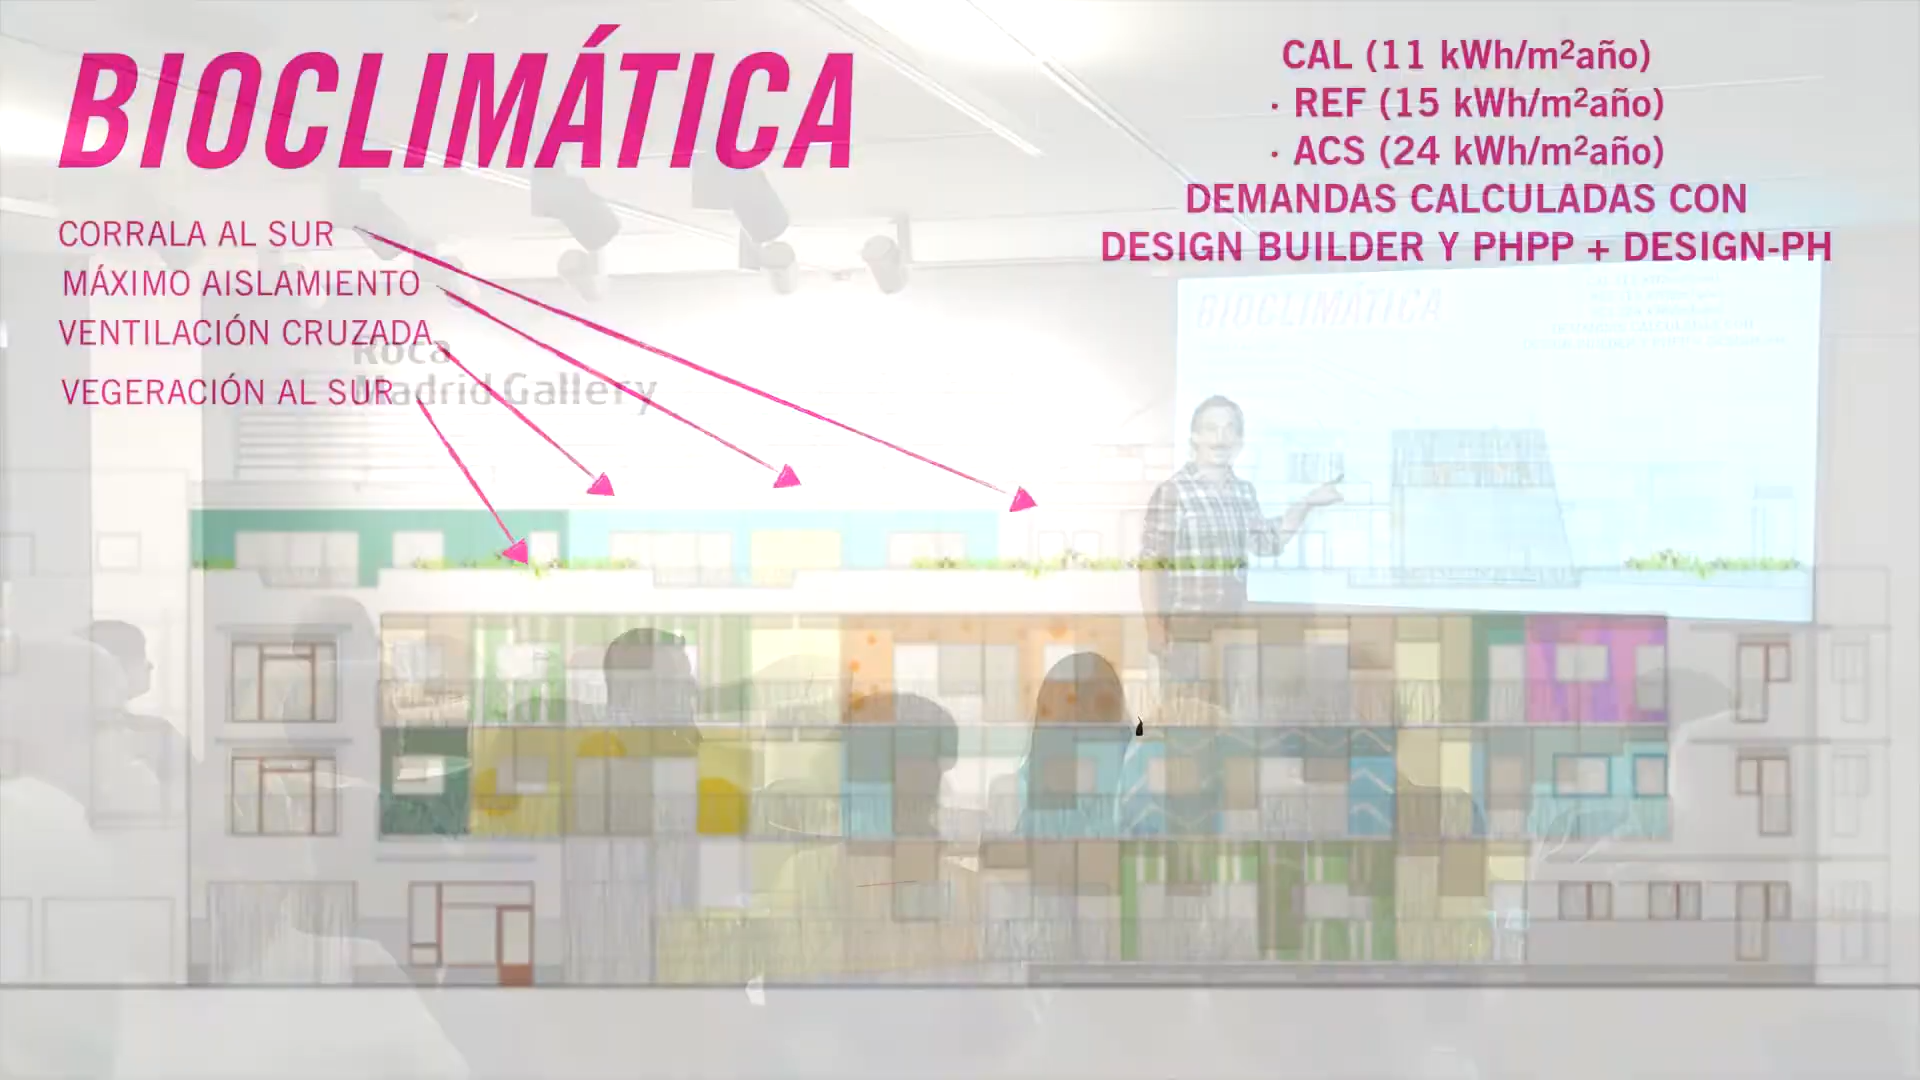 BIOCLIMÁTICA
CORRALA AL SUR
MÁXIMO AISLAMIENTO
VENTILACIÓN CRUZADA
VEGERACIÓN AL SUR
CAL (11 kWh/m²año)
· REF (15 kWh/m²año)
· ACS (24 kWh/m²año)
DEMANDAS CALCULADAS CON
DESIGN BUILDER Y PHPP + DESIGN-PH
Roca
Madrid Gallery
BIOCLIMÁTICA